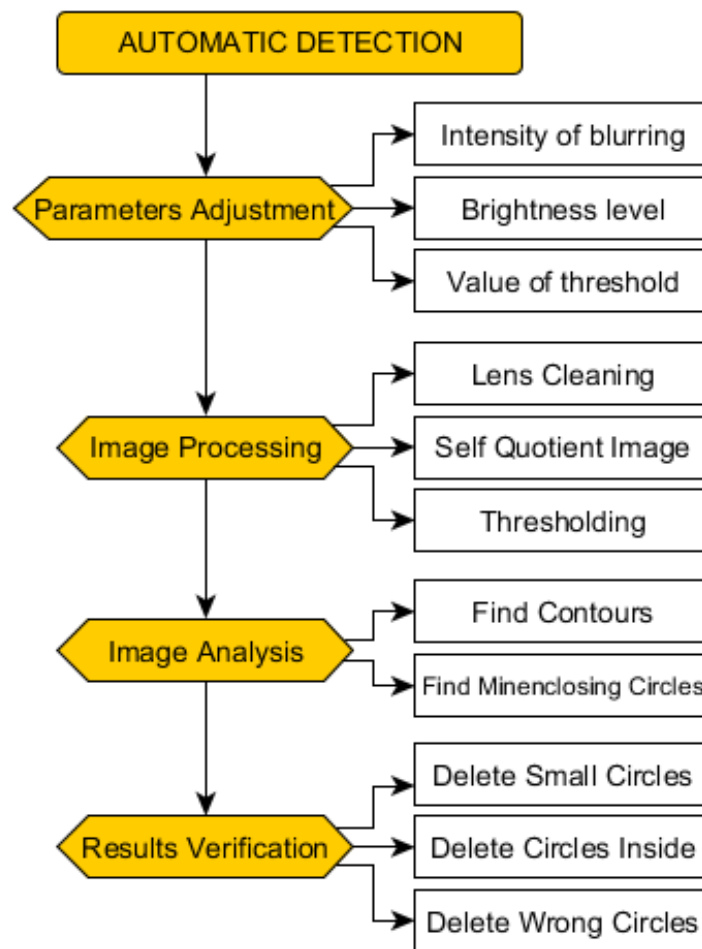 AUTOMATIC DETECTION
Parameters Adjustment
Intensity of blurring
Brightness level
Value of threshold
Image Processing
Lens Cleaning
Self Quotient Image
Thresholding
Image Analysis
Find Contours
Find Minenclosing Circles
Results Verification
Delete Small Circles
Delete Circles Inside
Delete Wrong Circles